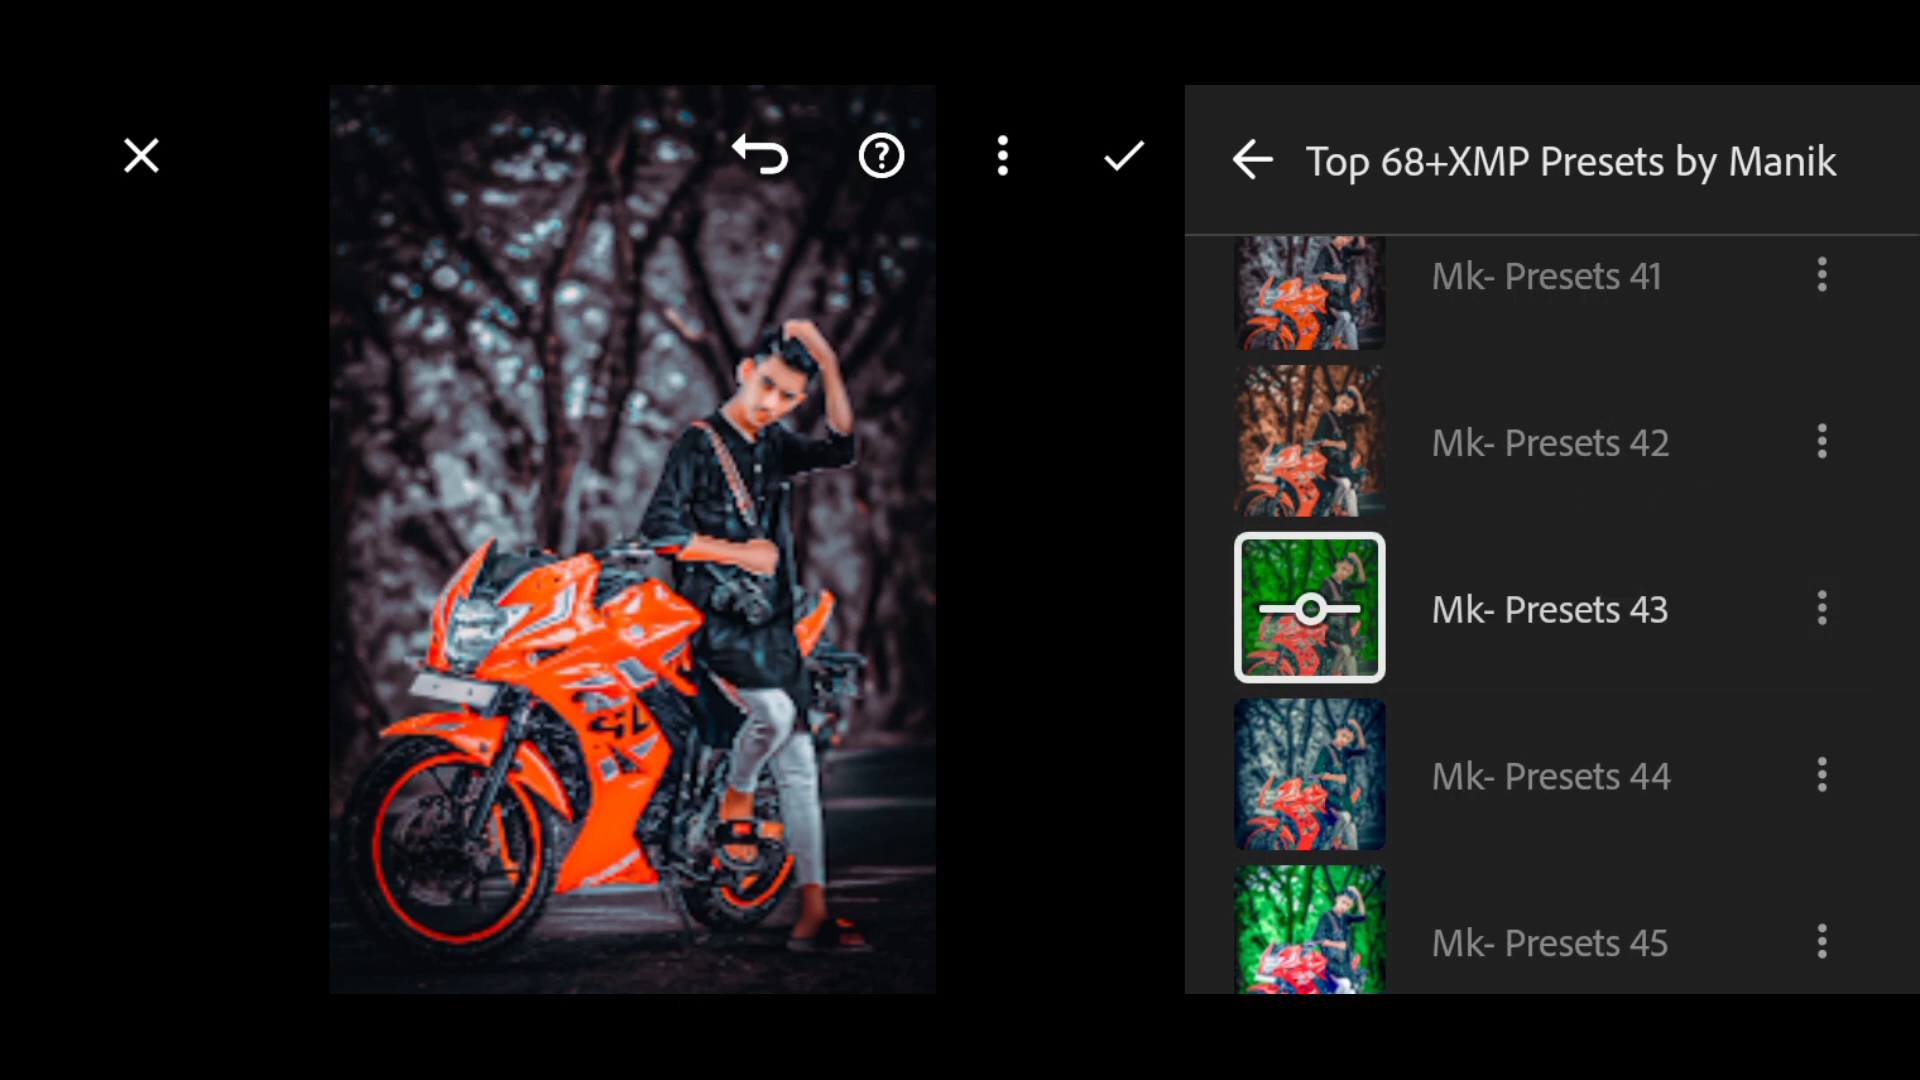 Top 68+XMP Presets by Manik
Mk- Presets 41
Mk- Presets 42
Mk- Presets 43
Mk- Presets 44
Mk- Presets 45